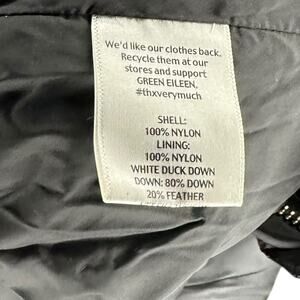 We'd like our clothes back.
Recycle them at our
stores and support
GREEN EILEEN.
#thxverymuch
SHELL:
100% NYLON
LINING:
100% NYLON
WHITE DUCK DOWN
DOWN: 80% DOWN
20% FEATHER